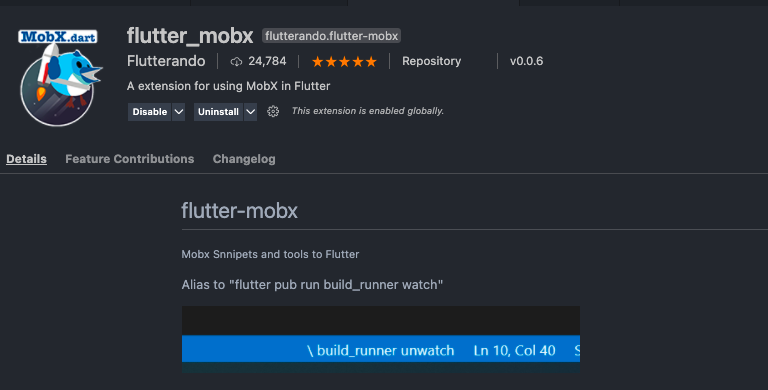 MobX.dart
flutter_mobx flutterando.flutter-mobx
Flutterando 24,784 Repository v0.0.6
A extension for using MobX in Flutter
Disable Uninstall This extension is enabled globally.
Details Feature Contributions Changelog
flutter-mobx
Mobx Snnipets and tools to Flutter
Alias to "flutter pub run build_runner watch"
\ build_runner unwatch Ln 10, Col 40 S